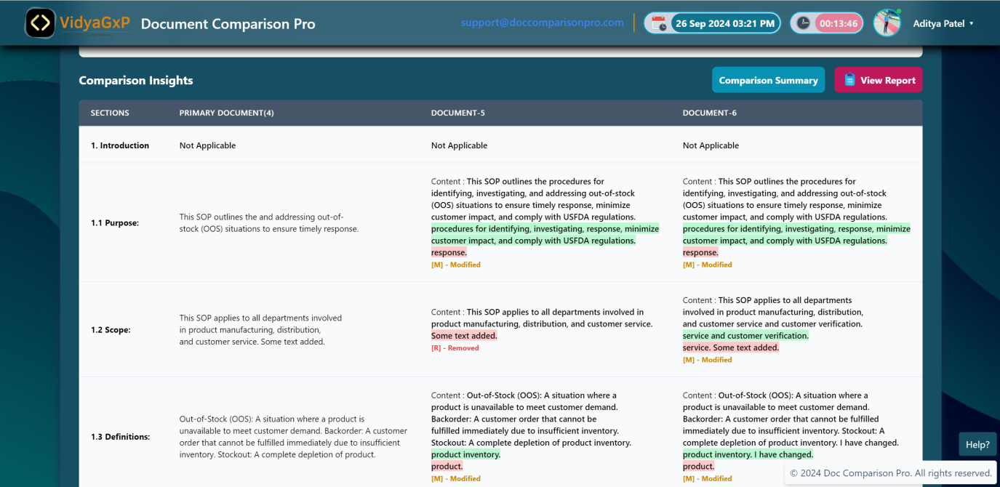 VidyaGxP Document Comparison Pro support@doccomparisonpro.com 26 Sep 2024 03:21 PM 00:13:46 Aditya Patel
Comparison Insights Comparison Summary View Report
SECTIONS PRIMARY DOCUMENT(4) DOCUMENT-5 DOCUMENT-6
1. Introduction Not Applicable Not Applicable Not Applicable
1.1 Purpose:
This SOP outlines the and addressing out-of-
stock (OOS) situations to ensure timely response.
Content : This SOP outlines the procedures for
identifying, investigating, and addressing out-of-stock
(OOS) situations to ensure timely response, minimize
customer impact, and comply with USFDA regulations.
procedures for identifying, investigating, response, minimize
customer impact, and comply with USFDA regulations.
response.
[M] - Modified
Content : This SOP outlines the procedures for
identifying, investigating, and addressing out-of-stock
(OOS) situations to ensure timely response, minimize
customer impact, and comply with USFDA regulations.
procedures for identifying, investigating, response, minimize
customer impact, and comply with USFDA regulations.
response.
[M] - Modified
1.2 Scope:
This SOP applies to all departments involved
in product manufacturing, distribution,
and customer service. Some text added.
Content : This SOP applies to all departments involved in
product manufacturing, distribution, and customer service.
Some text added.
[R] - Removed
Content : This SOP applies to all departments
involved in product manufacturing, distribution,
and customer service and customer verification.
service and customer verification.
service. Some text added.
[M] - Modified
1.3 Definitions:
Out-of-Stock (OOS): A situation where a product is
unavailable to meet customer demand. Backorder: A customer
order that cannot be fulfilled immediately due to insufficient
inventory. Stockout: A complete depletion of product.
Content : Out-of-Stock (OOS): A situation where a
product is unavailable to meet customer demand.
Backorder: A customer order that cannot be
fulfilled immediately due to insufficient inventory.
Stockout: A complete depletion of product inventory.
product inventory.
product.
[M] - Modified
Content : Out-of-Stock (OOS): A situation where a
product is unavailable to meet customer demand.
Backorder: A customer order that cannot be fulfilled
immediately due to insufficient inventory. Stockout: A
complete depletion of product inventory. I have changed.
product inventory. I have changed.
product.
[M] - Modified
Help?
© 2024 Doc Comparison Pro. All rights reserved.